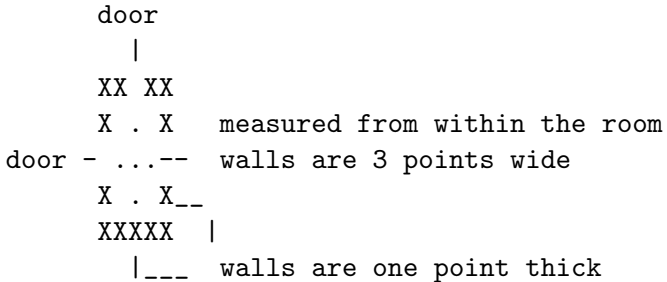 door
|
XX XX
X . X   measured from within the room
door - ...--  walls are 3 points wide
X . X__
XXXXX  |
|___  walls are one point thick